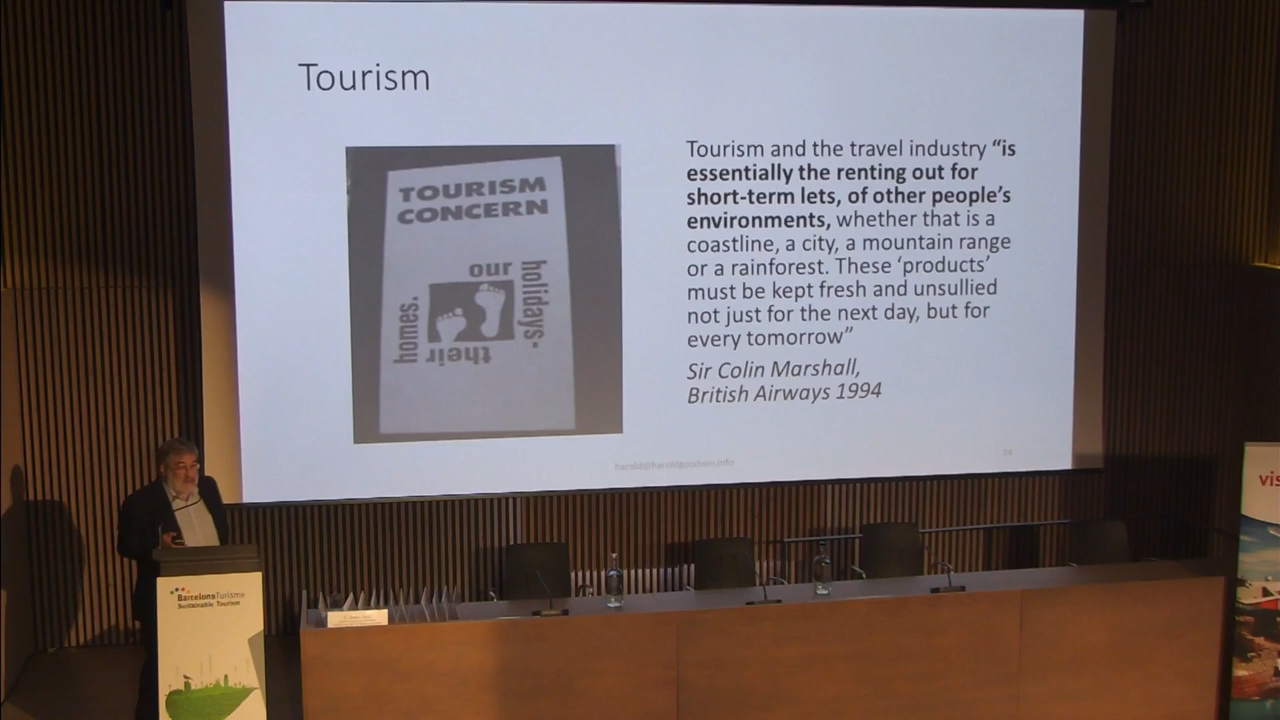 Tourism
TOURISM
CONCERN
our
holidays-
their
homes.
Tourism and the travel industry “is
essentially the renting out for
short-term lets, of other people’s
environments, whether that is a
coastline, a city, a mountain range
or a rainforest. These ‘products’
must be kept fresh and unsullied
not just for the next day, but for
every tomorrow”
Sir Colin Marshall,
British Airways 1994
harold@haroldgoodwin.info
BarcelonaTurisme
Sustainable Tourism
vis